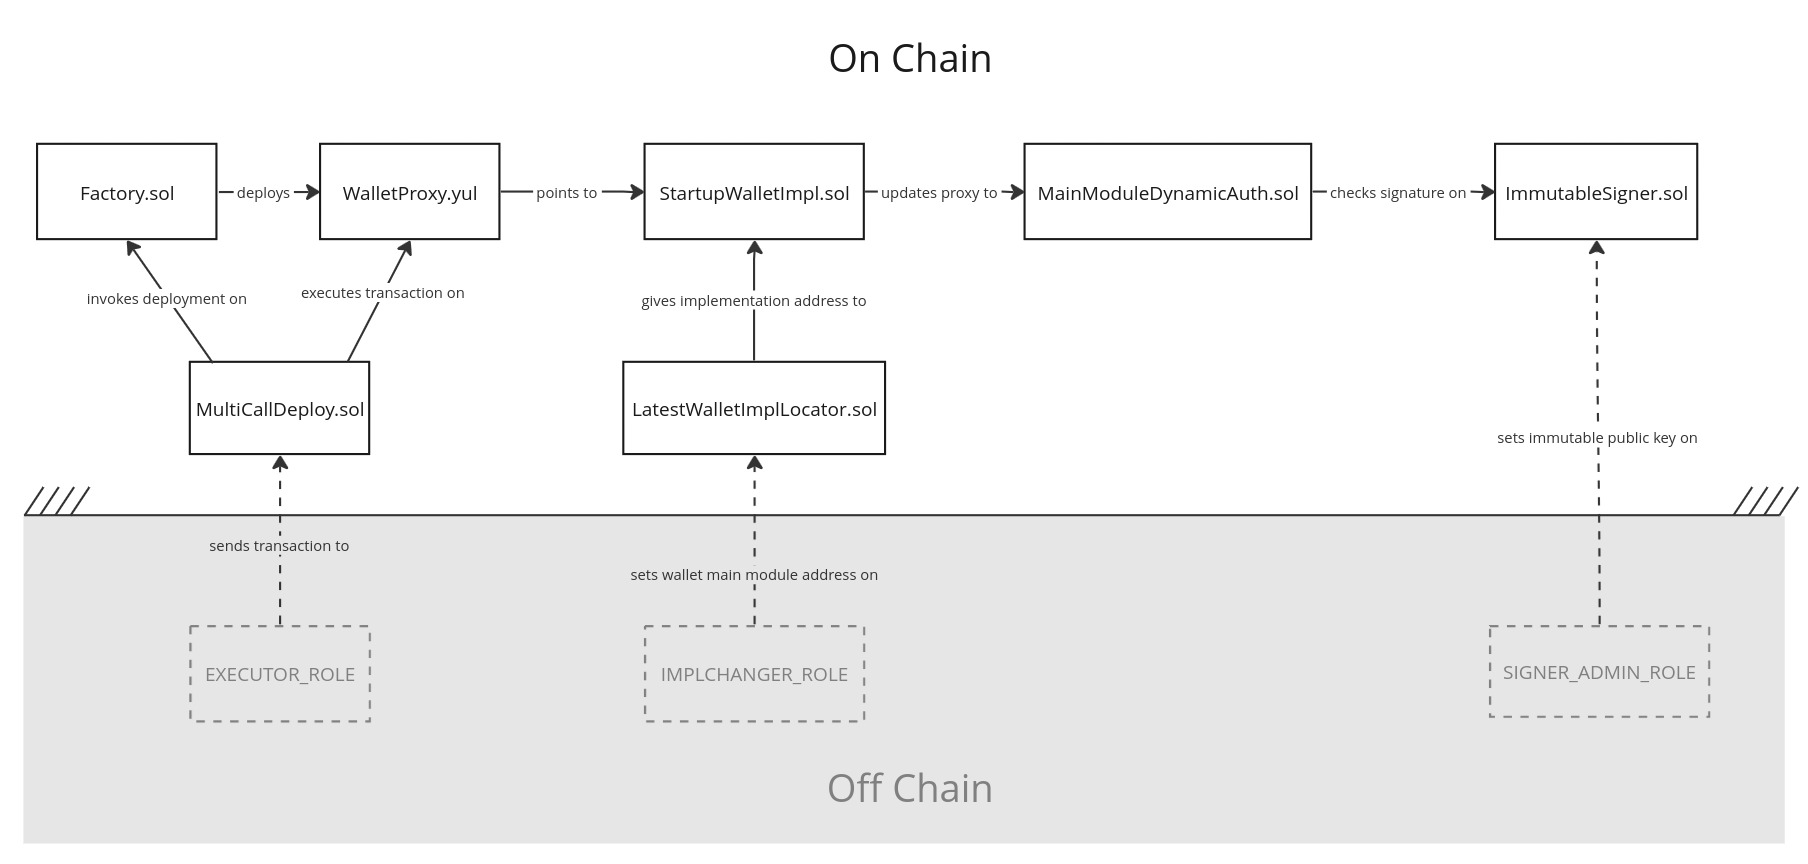 On Chain
Factory.sol
deploys
WalletProxy.yul
points to
StartupWalletImpl.sol
updates proxy to
MainModuleDynamicAuth.sol
checks signature on
ImmutableSigner.sol
invokes deployment on
executes transaction on
gives implementation address to
MultiCallDeploy.sol
LatestWalletImplLocator.sol
sets immutable public key on
sends transaction to
sets wallet main module address on
EXECUTOR_ROLE
IMPLCHANGER_ROLE
SIGNER_ADMIN_ROLE
Off Chain